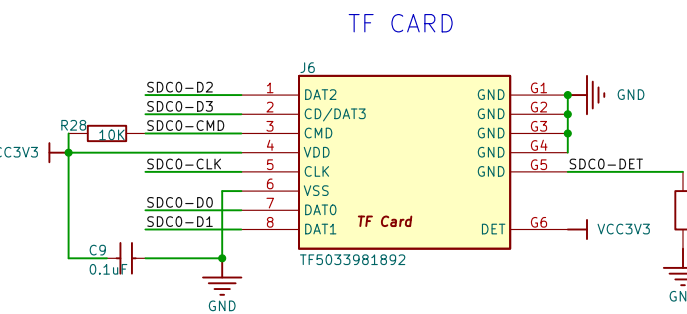 TF CARD
J6
SDC0-D2 1 DAT2 GND G1 GND
SDC0-D3 2 CD/DAT3 GND G2
R28 10K SDC0-CMD 3 CMD GND G3
CC3V3 4 VDD GND G4
SDC0-CLK 5 CLK GND G5 SDC0-DET
6 VSS
SDC0-D0 7 DAT0
SDC0-D1 8 DAT1 TF Card DET G6 VCC3V3
C9
0.1uF
TF5033981892
GND
GN